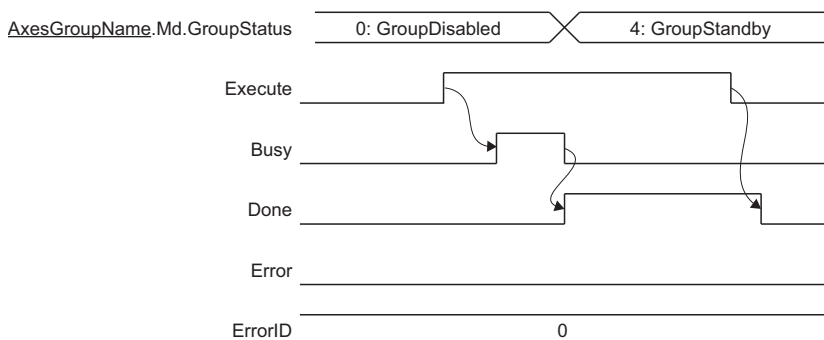 AxesGroupName.Md.GroupStatus 0: GroupDisabled 4: GroupStandby
Execute
Busy
Done
Error
ErrorID 0